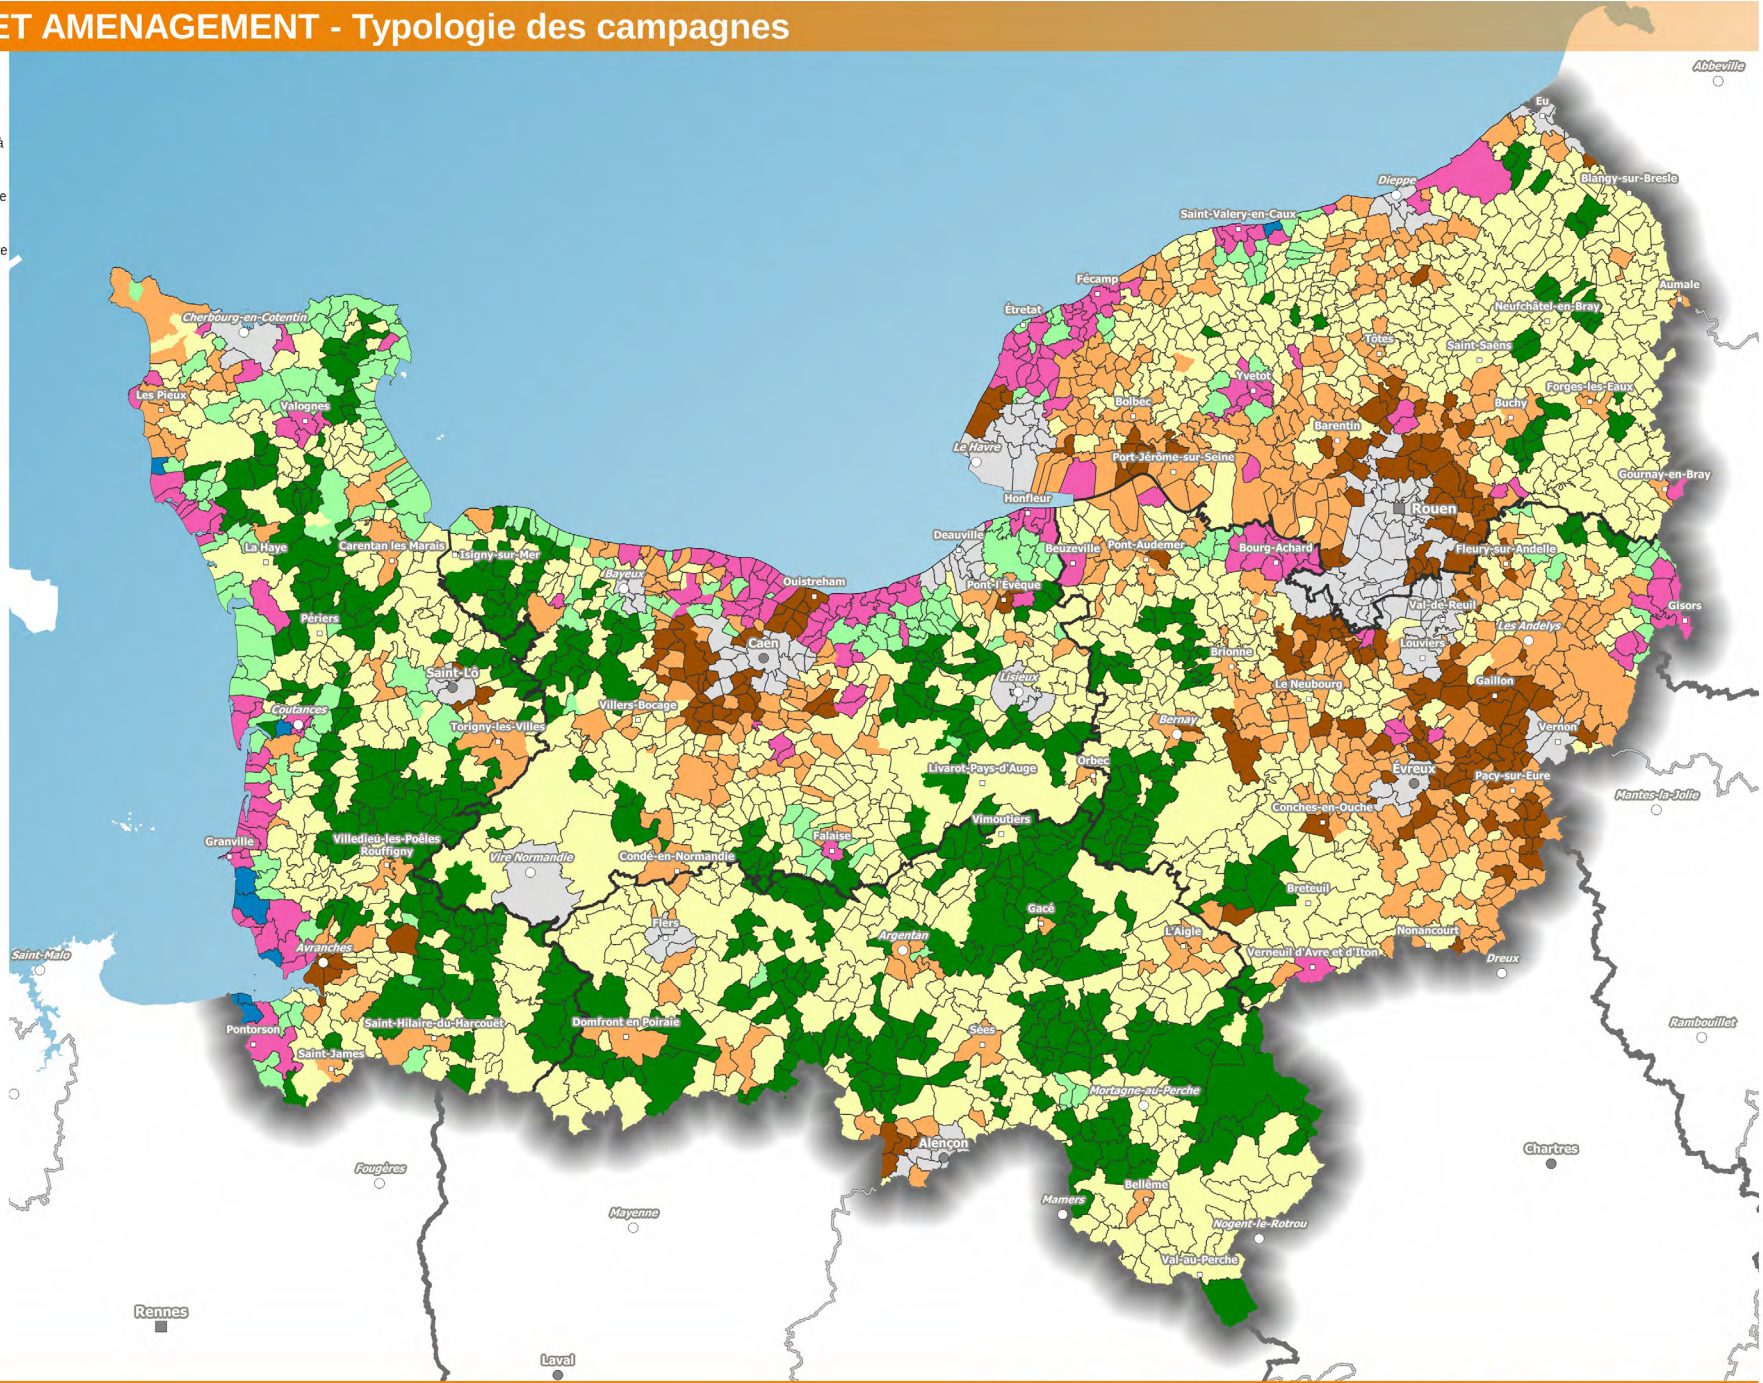 ET AMENAGEMENT - Typologie des campagnes
Abbeville
Eu
à
Blangy-sur-Bresle
Dieppe
e
Saint-Valery-en-Caux
Fécamp
Aumale
Étretat
Neufchâtel-en-Bray
Cherbourg-en-Cotentin
Tôtes
Saint-Saëns
Yvetot
Forges-les-Eaux
Les Pieux
Bolbec
Buchy
Valognes
Barentin
Le Havre
Port-Jérôme-sur-Seine
Gournay-en-Bray
Honfleur
Rouen
Deauville
La Haye
Carentan les Marais
Isigny-sur-Mer
Beuzeville
Pont-Audemer
Bourg-Achard
Fleury-sur-Andelle
Bayeux
Ouistreham
Pont-l'Évêque
Val-de-Reuil
Gisors
Périers
Les Andelys
Caen
Louviers
Brionne
Saint-Lô
Lisieux
Le Neubourg
Gaillon
Coutances
Villers-Bocage
Torigny-les-Villes
Bernay
Vernon
Livarot-Pays-d'Auge
Orbec
Évreux
Pacy-sur-Eure
Mantes-la-Jolie
Conches-en-Ouche
Vimoutiers
Granville
Villedieu-les-Poêles
Rouffigny
Falaise
Vire Normandie
Condé-en-Normandie
Breteuil
Gacé
Flers
Argentan
L'Aigle
Nonancourt
Saint-Malo
Avranches
Verneuil d'Avre et d'Iton
Dreux
Pontorson
Saint-Hilaire-du-Harcouët
Domfront en Poiraie
Sées
Rambouillet
Saint-James
Mortagne-au-Perche
Alençon
Chartres
Fougères
Bellême
Mamers
Mayenne
Nogent-le-Rotrou
Val-au-Perche
Rennes
Laval